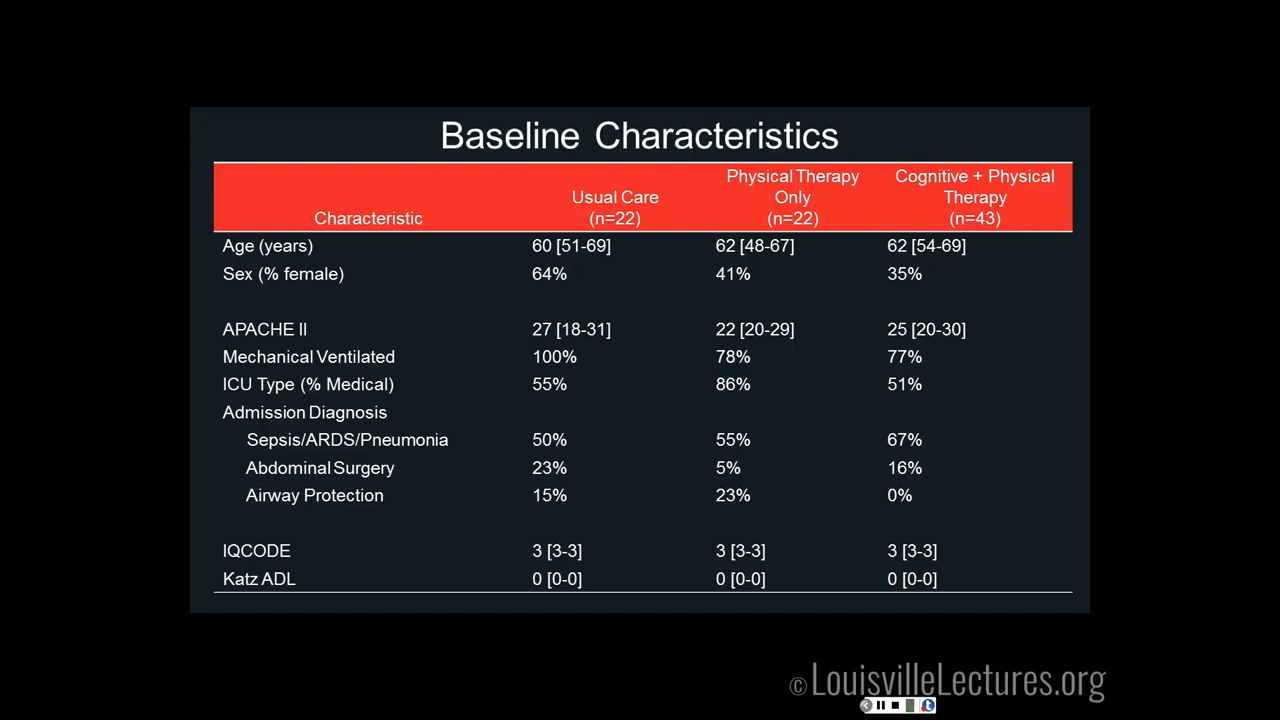 Baseline Characteristics
Characteristic Usual Care (n=22) Physical Therapy Only (n=22) Cognitive + Physical Therapy (n=43)
Age (years) 60 [51-69] 62 [48-67] 62 [54-69]
Sex (% female) 64% 41% 35%
APACHE II 27 [18-31] 22 [20-29] 25 [20-30]
Mechanical Ventilated 100% 78% 77%
ICU Type (% Medical) 55% 86% 51%
Admission Diagnosis
Sepsis/ARDS/Pneumonia 50% 55% 67%
Abdominal Surgery 23% 5% 16%
Airway Protection 15% 23% 0%
IQCODE 3 [3-3] 3 [3-3] 3 [3-3]
Katz ADL 0 [0-0] 0 [0-0] 0 [0-0]
© LouisvilleLectures.org